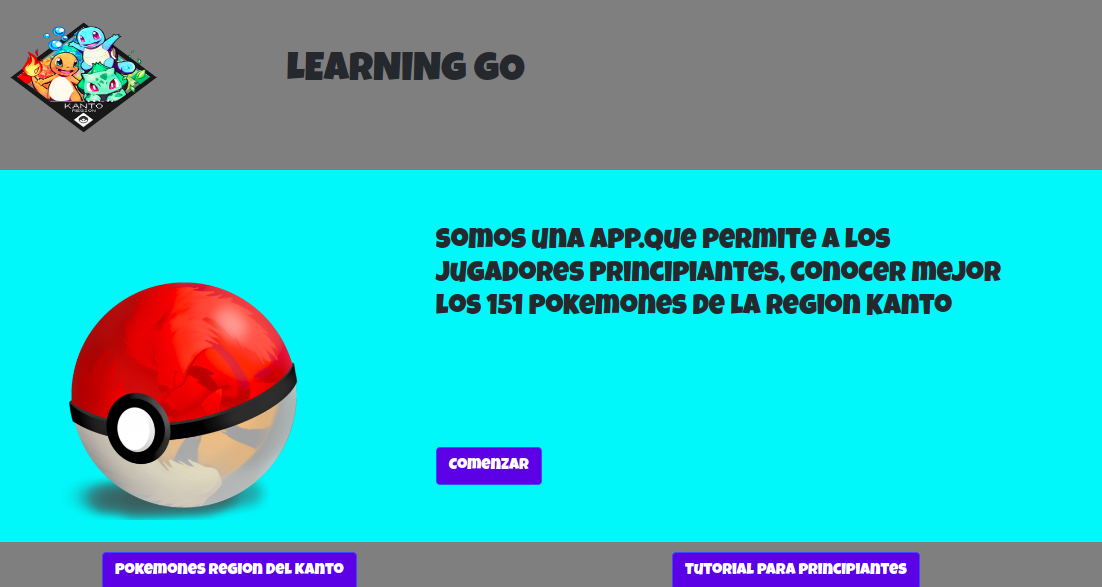 KANTO
REGION
LEARNING GO
Somos una app.que permite a los
jugadores principiantes, conocer mejor
los 151 pokemones de la region Kanto
Comenzar
Pokemones Region del Kanto
Tutorial para principiantes